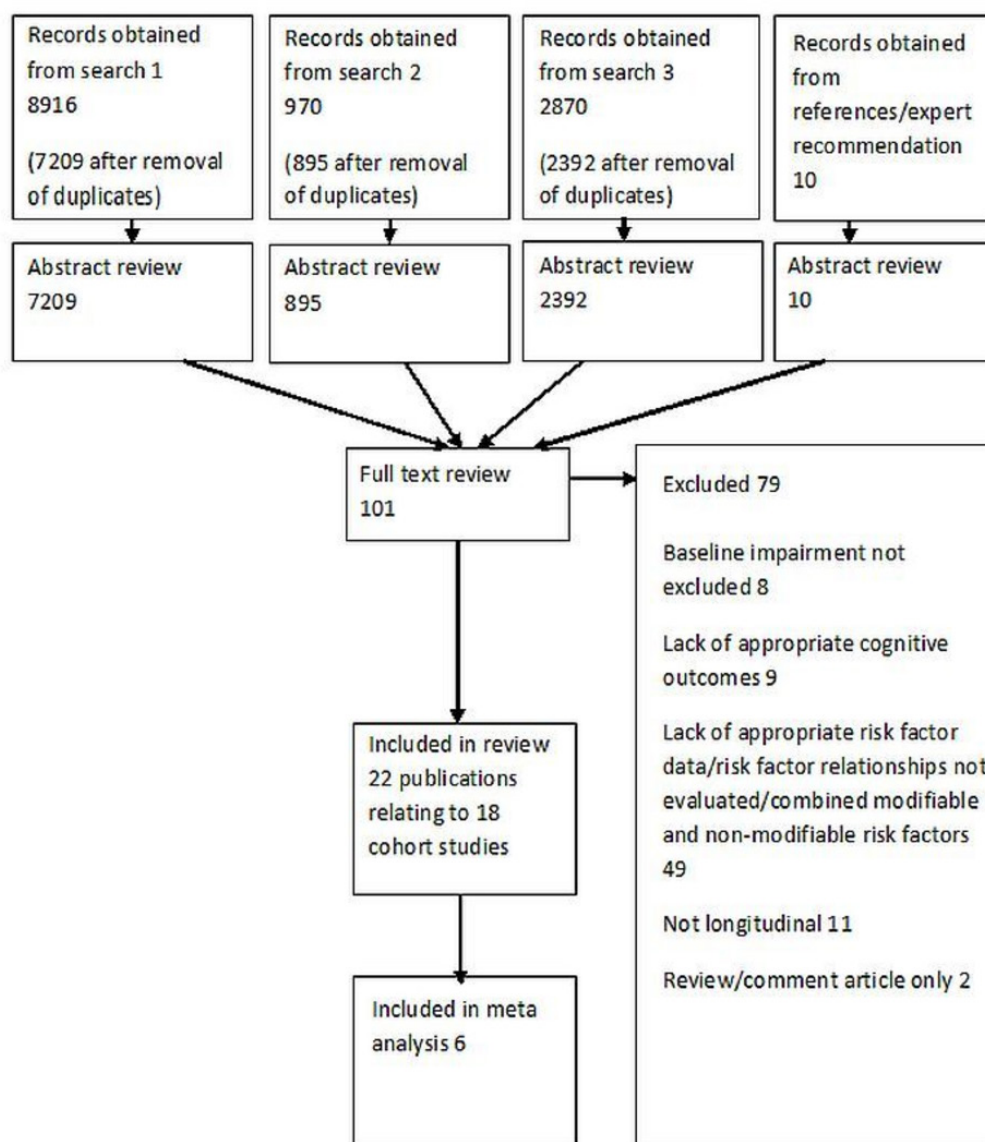 Records obtained
from search 1
8916
(7209 after removal
of duplicates)
Records obtained
from search 2
970
(895 after removal
of duplicates)
Records obtained
from search 3
2870
(2392 after removal
of duplicates)
Records obtained
from
references/expert
recommendation
10
Abstract review
7209
Abstract review
895
Abstract review
2392
Abstract review
10
Full text review
101
Excluded 79
Baseline impairment not
excluded 8
Lack of appropriate cognitive
outcomes 9
Lack of appropriate risk factor
data/risk factor relationships not
evaluated/combined modifiable
and non-modifiable risk factors
49
Not longitudinal 11
Review/comment article only 2
Included in review
22 publications
relating to 18
cohort studies
Included in meta
analysis 6